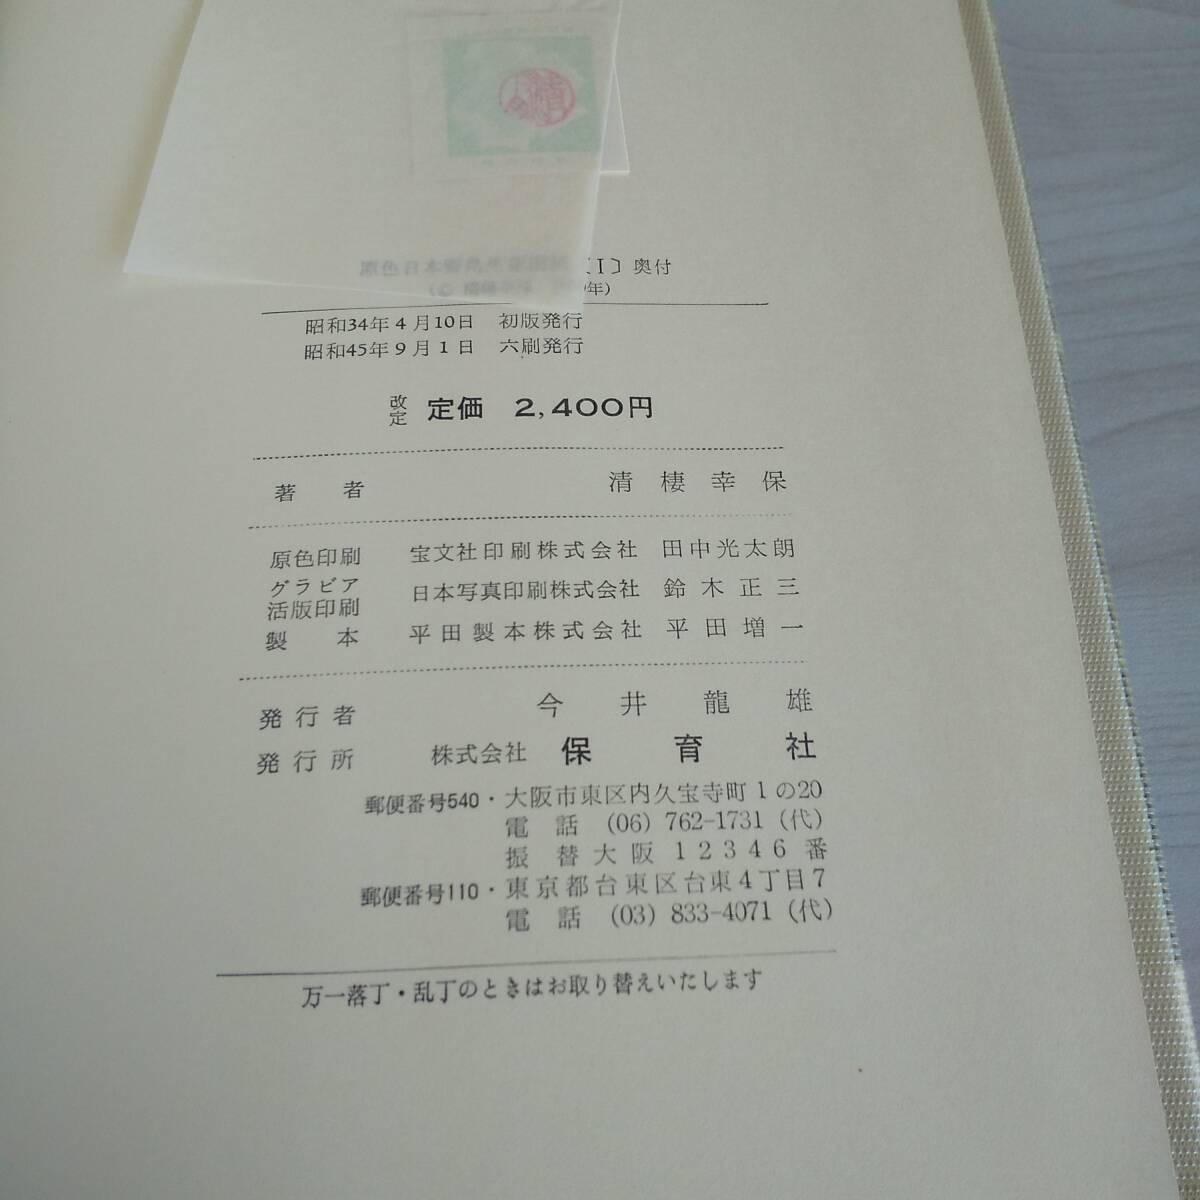 原色日本
〔Ⅰ〕奥付
年)
昭和34年4月10日　初版発行
昭和45年9月1日　六刷発行
改定 定価　2,400円
著者　清棲幸保
原色印刷　宝文社印刷株式会社　田中光太朗
グラビア
活版印刷　日本写真印刷株式会社　鈴木正三
製本　平田製本株式会社　平田増一
発行者　今井龍雄
発行所　株式会社 保育社
郵便番号540・大阪市東区内久宝寺町1の20
電話　(06) 762-1731 (代)
振替大阪 12346番
郵便番号110・東京都台東区台東4丁目7
電話　(03) 833-4071 (代)
万一落丁・乱丁のときはお取り替えいたします